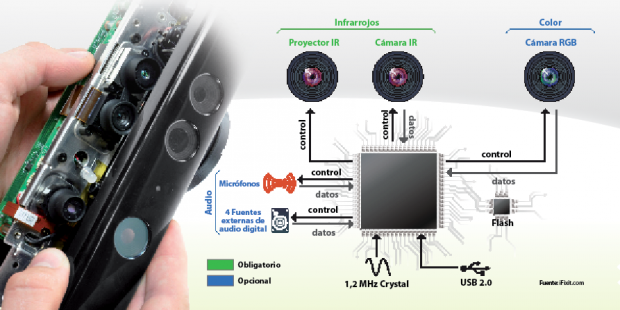 Infrarrojos
Color
Proyector IR
Cámara IR
Cámara RGB
control
control
datos
control
datos
Audio
Micrófonos
control
datos
4 Fuentes
externas de
audio digital
control
datos
Flash
Obligatorio
Opcional
1,2 MHz Crystal
USB 2.0
Fuente: iFixit.com